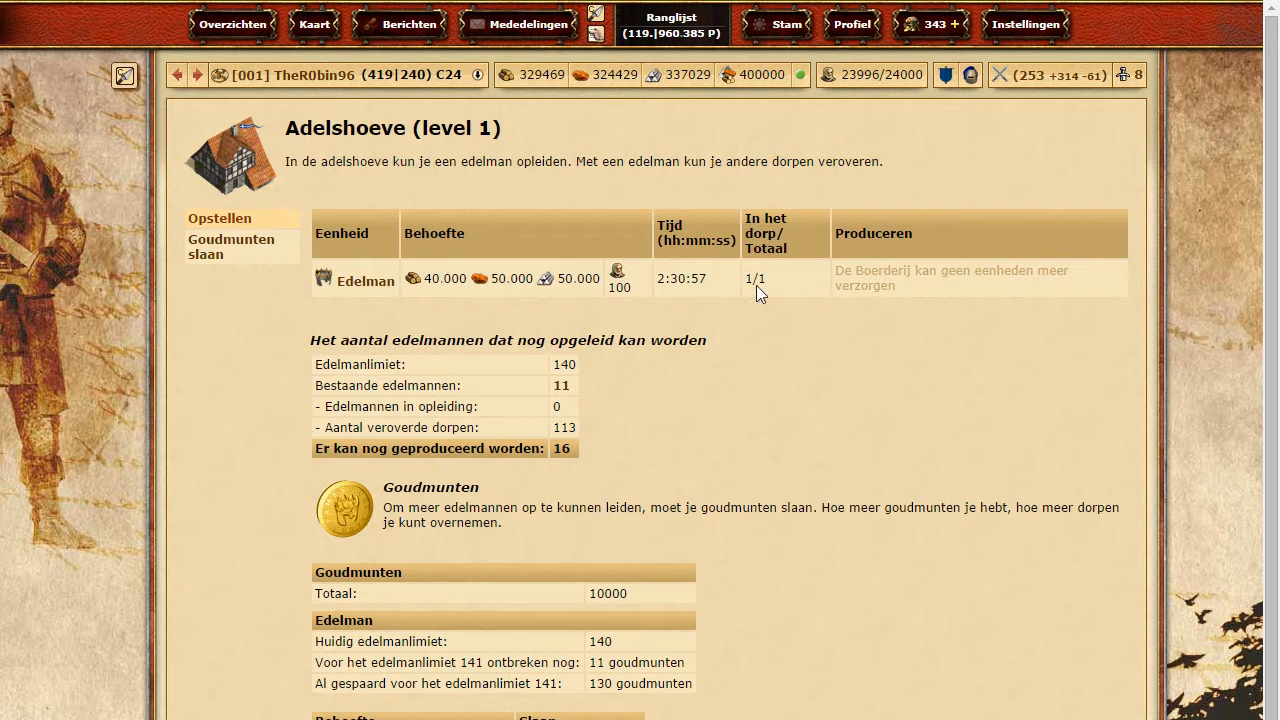 Overzichten Kaart Berichten Mededelingen Ranglijst Stam Profiel 343 + Instellingen
(119.|960.385 P)
[001] TheR0bin96 (419|240) C24 329469 324429 337029 400000 23996/24000 (253 +314 -61) 8
Adelshoeve (level 1)
In de adelshoeve kun je een edelman opleiden. Met een edelman kun je andere dorpen veroveren.
Opstellen
Goudmunten
slaan
Eenheid Behoefte Tijd (hh:mm:ss) In het dorp/ Totaal Produceren
Edelman 40.000 50.000 50.000 100 2:30:57 1/1 De Boerderij kan geen eenheden meer
verzorgen
Het aantal edelmannen dat nog opgeleid kan worden
Edelmanlimiet: 140
Bestaande edelmannen: 11
- Edelmannen in opleiding: 0
- Aantal veroverde dorpen: 113
Er kan nog geproduceerd worden: 16
Goudmunten
Om meer edelmannen op te kunnen leiden, moet je goudmunten slaan. Hoe meer goudmunten je hebt, hoe meer dorpen
je kunt overnemen.
Goudmunten
Totaal: 10000
Edelman
Huidig edelmanlimiet: 140
Voor het edelmanlimiet 141 ontbreken nog: 11 goudmunten
Al gespaard voor het edelmanlimiet 141: 130 goudmunten
Behoefte Slaan